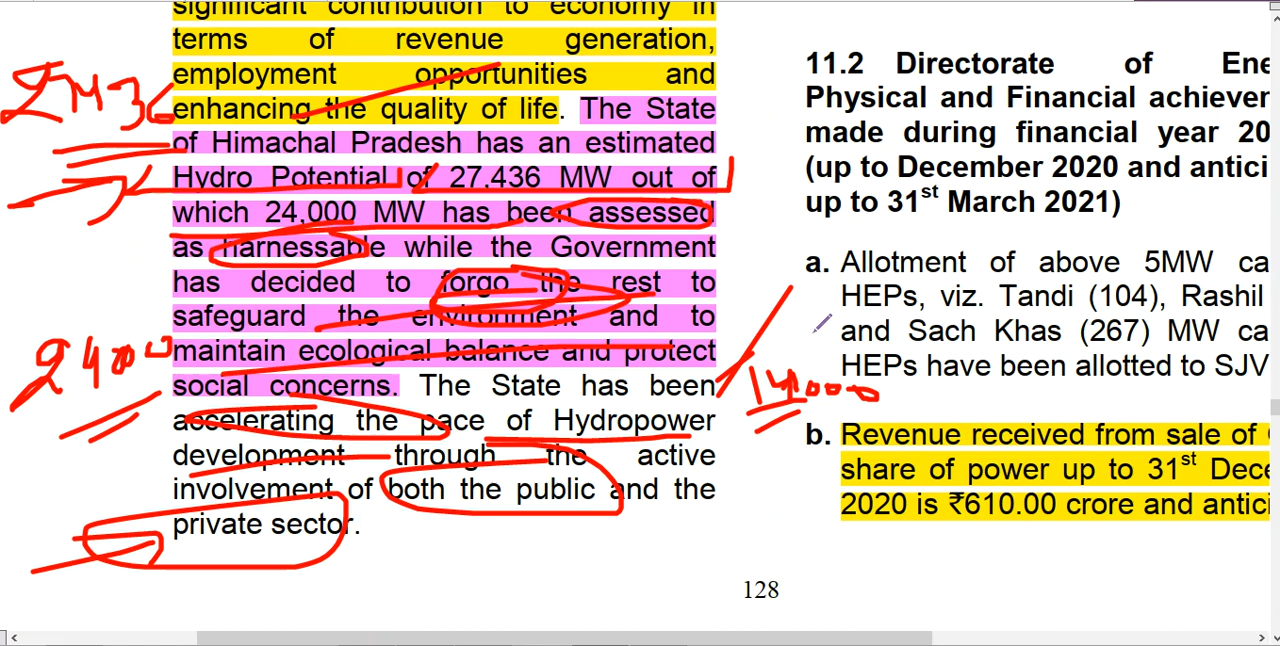 significant contribution to economy in
terms of revenue generation,
employment opportunities and
enhancing the quality of life. The State
of Himachal Pradesh has an estimated
Hydro Potential of 27,436 MW out of
which 24,000 MW has been assessed
as harnessable while the Government
has decided to forgo the rest to
safeguard the environment and to
maintain ecological balance and protect
social concerns. The State has been
accelerating the pace of Hydropower
development through the active
involvement of both the public and the
private sector.
24000
14000
11.2 Directorate of Ene
Physical and Financial achiever
made during financial year 20
(up to December 2020 and antici
up to 31st March 2021)
a. Allotment of above 5MW ca
HEPs, viz. Tandi (104), Rashil
and Sach Khas (267) MW ca
HEPs have been allotted to SJV
b. Revenue received from sale of
share of power up to 31st Dece
2020 is ₹610.00 crore and antici
128